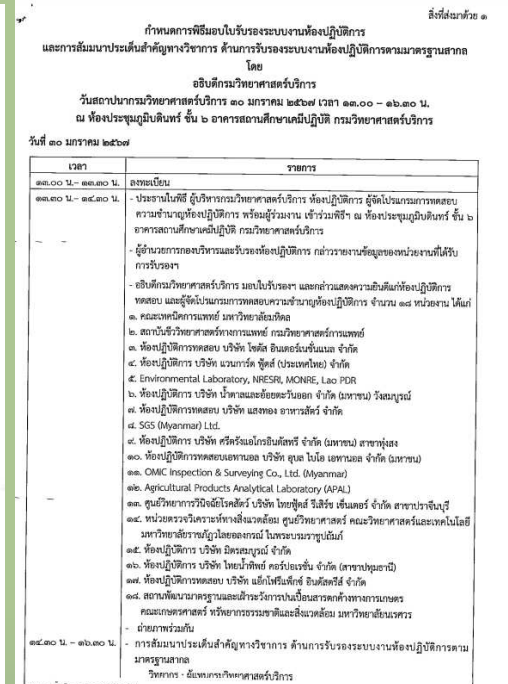 สิ่งที่ส่งมาด้วย ๑
กำหนดการพิธีมอบใบรับรองระบบงานห้องปฏิบัติการ
และการสัมมนาประเด็นสำคัญทางวิชาการ ด้านการรับรองระบบงานห้องปฏิบัติการตามมาตรฐานสากล
โดย
อธิบดีกรมวิทยาศาสตร์บริการ
วันสถาปนากรมวิทยาศาสตร์บริการ ๓๐ มกราคม ๒๕๖๗ เวลา ๑๓.๐๐ – ๑๖.๓๐ น.
ณ ห้องประชุมภูมิบดินทร์ ชั้น ๖ อาคารสถานศึกษาเคมีปฏิบัติ กรมวิทยาศาสตร์บริการ
วันที่ ๓๐ มกราคม ๒๕๖๗
เวลา รายการ
๑๓.๐๐ น.– ๑๓.๓๐ น. ลงทะเบียน
๑๓.๓๐ น.– ๑๔.๓๐ น. - ประธานในพิธี ผู้บริหารกรมวิทยาศาสตร์บริการ ห้องปฏิบัติการ ผู้จัดโปรแกรมการทดสอบ
ความชำนาญห้องปฏิบัติการ พร้อมผู้ร่วมงาน เข้าร่วมพิธีฯ ณ ห้องประชุมภูมิบดินทร์ ชั้น ๖
อาคารสถานศึกษาเคมีปฏิบัติ กรมวิทยาศาสตร์บริการ
- ผู้อำนวยการกองบริหารและรับรองห้องปฏิบัติการ กล่าวรายงานข้อมูลของหน่วยงานที่ได้รับ
การรับรองฯ
- อธิบดีกรมวิทยาศาสตร์บริการ มอบใบรับรองฯ และกล่าวแสดงความยินดีแก่ห้องปฏิบัติการ
ทดสอบ และผู้จัดโปรแกรมการทดสอบความชำนาญห้องปฏิบัติการ จำนวน ๑๘ หน่วยงาน ได้แก่
๑. คณะเทคนิคการแพทย์ มหาวิทยาลัยมหิดล
๒. สถาบันชีววิทยาศาสตร์ทางการแพทย์ กรมวิทยาศาสตร์การแพทย์
๓. ห้องปฏิบัติการทดสอบ บริษัท โซตัส อินเตอร์เนชั่นแนล จำกัด
๔. ห้องปฏิบัติการ บริษัท แวนการ์ด ฟู้ดส์ (ประเทศไทย) จำกัด
๕. Environmental Laboratory, NRESRI, MONRE, Lao PDR
๖. ห้องปฏิบัติการ บริษัท น้ำตาลและอ้อยตะวันออก จำกัด (มหาชน) วังสมบูรณ์
๗. ห้องปฏิบัติการทดสอบ บริษัท แสงทอง อาหารสัตว์ จำกัด
๘. SGS (Myanmar) Ltd.
๙. ห้องปฏิบัติการ บริษัท ศรีตรังแอโกรอินดัสทรี จำกัด (มหาชน) สาขาทุ่งสง
๑๐. ห้องปฏิบัติการทดสอบเอทานอล บริษัท อุบล ไบโอ เอทานอล จำกัด (มหาชน)
๑๑. OMIC Inspection & Surveying Co., Ltd. (Myanmar)
๑๒. Agricultural Products Analytical Laboratory (APAL)
๑๓. ศูนย์วิทยาการวินิจฉัยโรคสัตว์ บริษัท ไทยฟู้ดส์ รีเสิร์ช เซ็นเตอร์ จำกัด สาขาปราจีนบุรี
๑๔. หน่วยตรวจวิเคราะห์ทางสิ่งแวดล้อม ศูนย์วิทยาศาสตร์ คณะวิทยาศาสตร์และเทคโนโลยี
มหาวิทยาลัยราชภัฏวไลยอลงกรณ์ ในพระบรมราชูปถัมภ์
๑๕. ห้องปฏิบัติการ บริษัท มิตรสมบูรณ์ จำกัด
๑๖. ห้องปฏิบัติการ บริษัท ไทยน้ำทิพย์ คอร์ปอเรชั่น จำกัด (สาขาปทุมธานี)
๑๗. ห้องปฏิบัติการทดสอบ บริษัท แย็กโฟรีแพ็กซ์ อินดัสตรีส์ จำกัด
๑๘. สถานพัฒนามาตรฐานและเฝ้าระวังการปนเปื้อนสารตกค้างทางการเกษตร
คณะเกษตรศาสตร์ ทรัพยากรธรรมชาติและสิ่งแวดล้อม มหาวิทยาลัยนเรศวร
- ถ่ายภาพร่วมกัน
๑๔.๓๐ น. – ๑๖.๓๐ น. - การสัมมนาประเด็นสำคัญทางวิชาการ ด้านการรับรองระบบงานห้องปฏิบัติการตาม
มาตรฐานสากล
วิทยากร : ผู้แทนกรมวิทยาศาสตร์บริการ